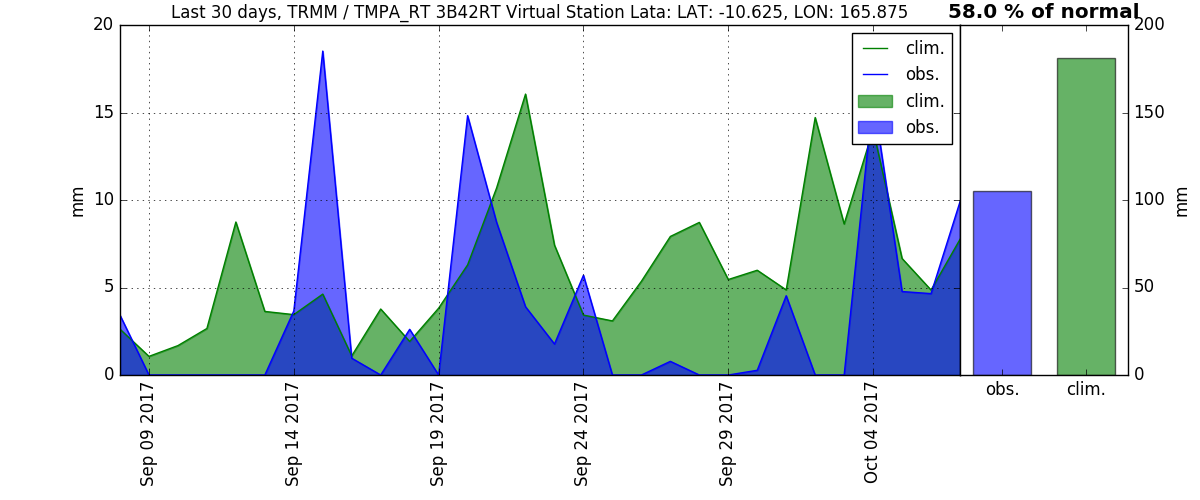 Last 30 days, TRMM / TMPA_RT 3B42RT Virtual Station Lata: LAT: -10.625, LON: 165.875
58.0 % of normal
20
15
10
5
0
mm
clim.
obs.
clim.
obs.
200
150
100
50
0
mm
obs.
clim.
Sep 09 2017
Sep 14 2017
Sep 19 2017
Sep 24 2017
Sep 29 2017
Oct 04 2017